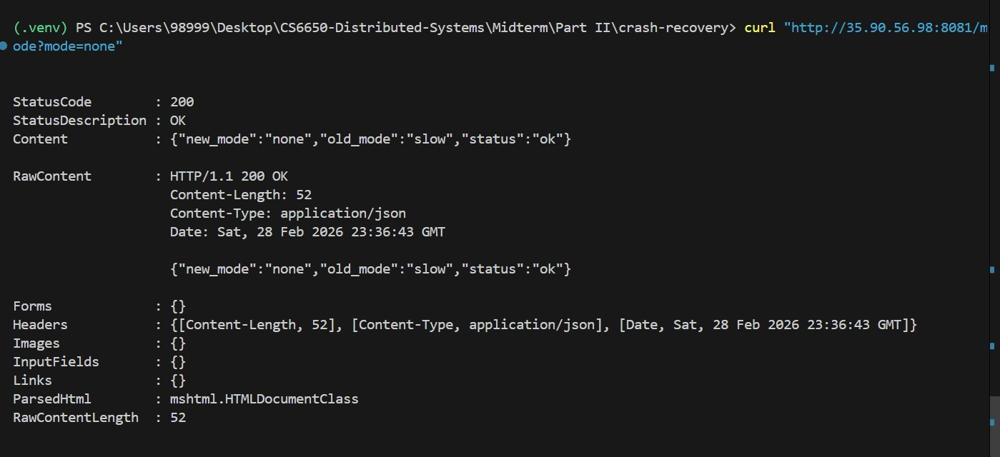 (.venv) PS C:\Users\98999\Desktop\CS6650-Distributed-Systems\Midterm\Part II\crash-recovery> curl "http://35.90.56.98:8081/m
ode?mode=none"
StatusCode        : 200
StatusDescription : OK
Content           : {"new_mode":"none","old_mode":"slow","status":"ok"}
RawContent        : HTTP/1.1 200 OK
                    Content-Length: 52
                    Content-Type: application/json
                    Date: Sat, 28 Feb 2026 23:36:43 GMT
                    {"new_mode":"none","old_mode":"slow","status":"ok"}
Forms             : {}
Headers           : {[Content-Length, 52], [Content-Type, application/json], [Date, Sat, 28 Feb 2026 23:36:43 GMT]}
Images            : {}
InputFields       : {}
Links             : {}
ParsedHtml        : mshtml.HTMLDocumentClass
RawContentLength  : 52